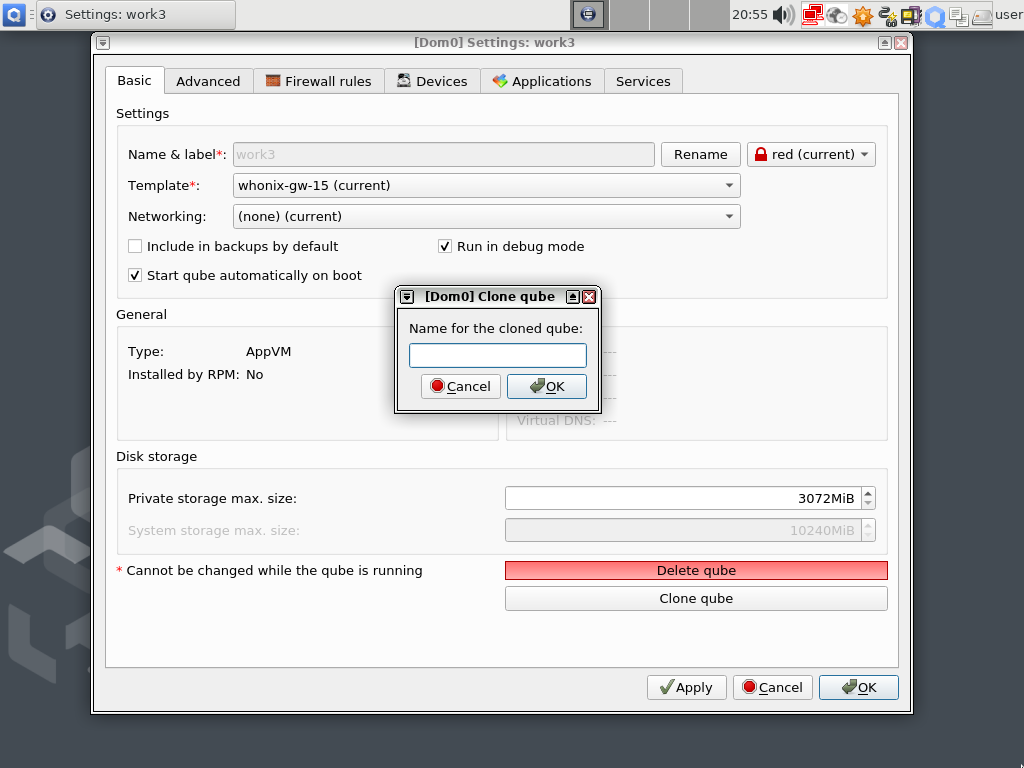 Settings: work3
20:55
user
[Dom0] Settings: work3
Basic
Advanced
Firewall rules
Devices
Applications
Services
Settings
Name & label*:
work3
Rename
red (current)
Template*:
whonix-gw-15 (current)
Networking:
(none) (current)
Include in backups by default
Run in debug mode
Start qube automatically on boot
[Dom0] Clone qube
Name for the cloned qube:
Cancel
OK
General
Type:
AppVM
---
Installed by RPM:
No
---
---
Virtual DNS:
---
Disk storage
Private storage max. size:
3072MiB
System storage max. size:
10240MiB
* Cannot be changed while the qube is running
Delete qube
Clone qube
Apply
Cancel
OK